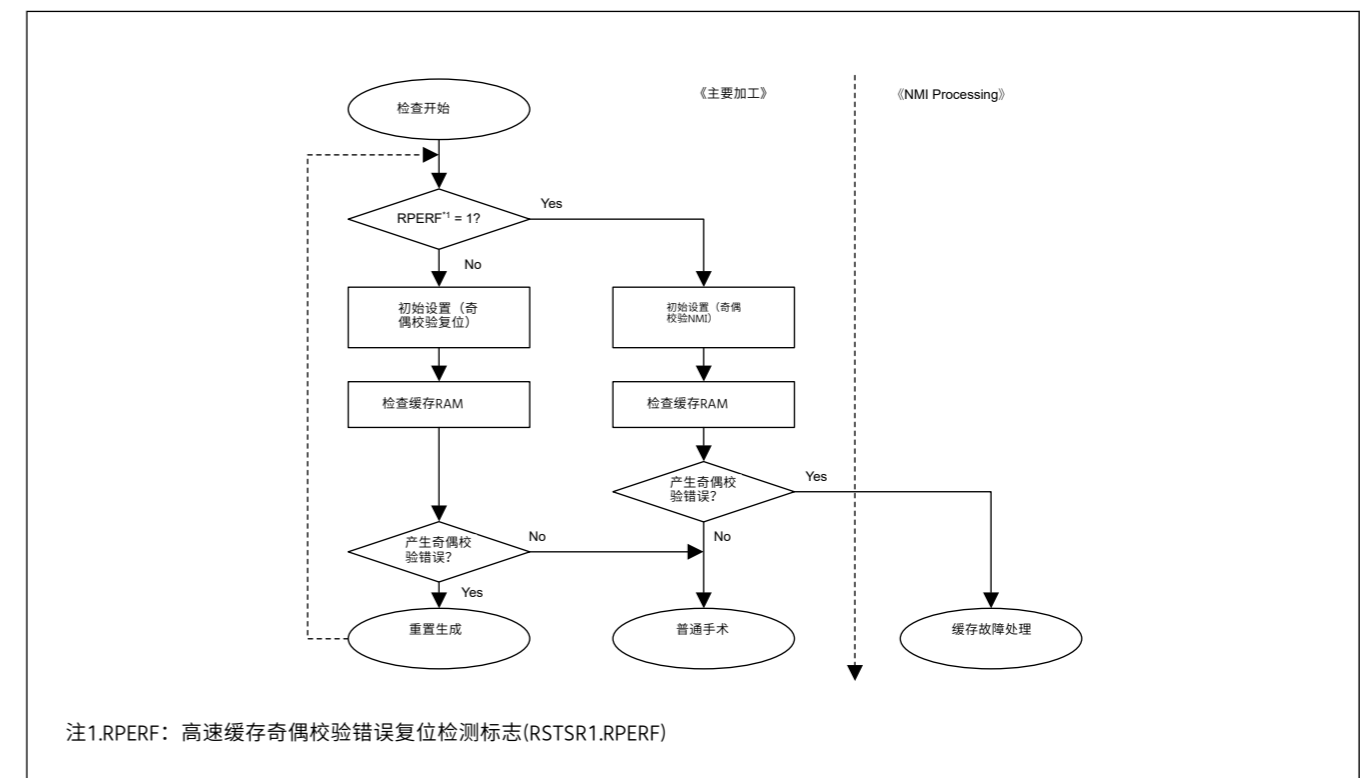 检查开始
《主要加工》
《NMI Processing》
RPERF*1 = 1?
Yes
No
初始设置（奇
偶校验复位）
初始设置（奇偶
校验NMI）
检查缓存RAM
检查缓存RAM
产生奇偶校
验错误？
Yes
No
产生奇偶校
验错误？
No
Yes
重置生成
普通手术
缓存故障处理
注1.RPERF：高速缓存奇偶校验错误复位检测标志(RSTSR1.RPERF)